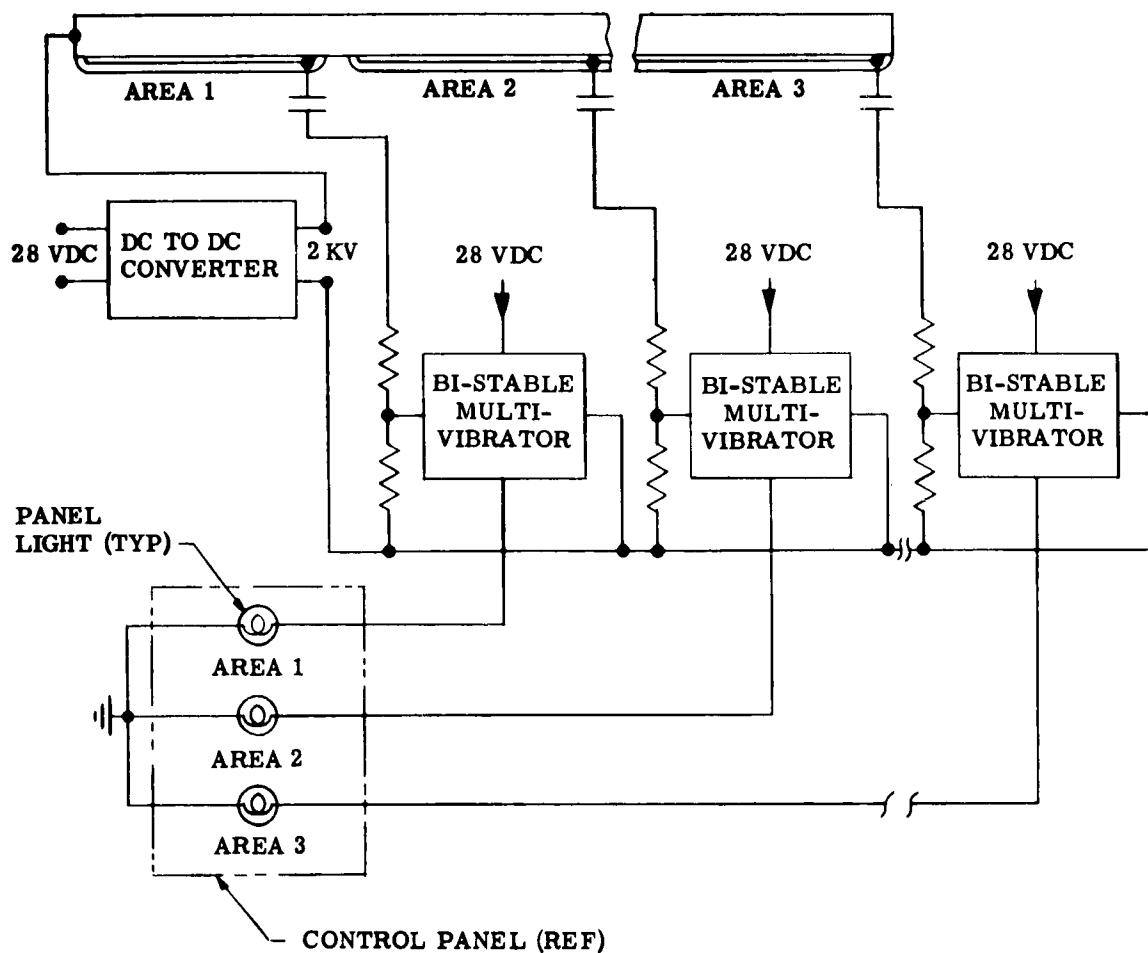 AREA 1
AREA 2
AREA 3
28 VDC
DC TO DC
CONVERTER
2 KV
28 VDC
28 VDC
28 VDC
BI-STABLE
MULTI-
VIBRATOR
BI-STABLE
MULTI-
VIBRATOR
BI-STABLE
MULTI-
VIBRATOR
PANEL
LIGHT (TYP)
AREA 1
AREA 2
AREA 3
CONTROL PANEL (REF)